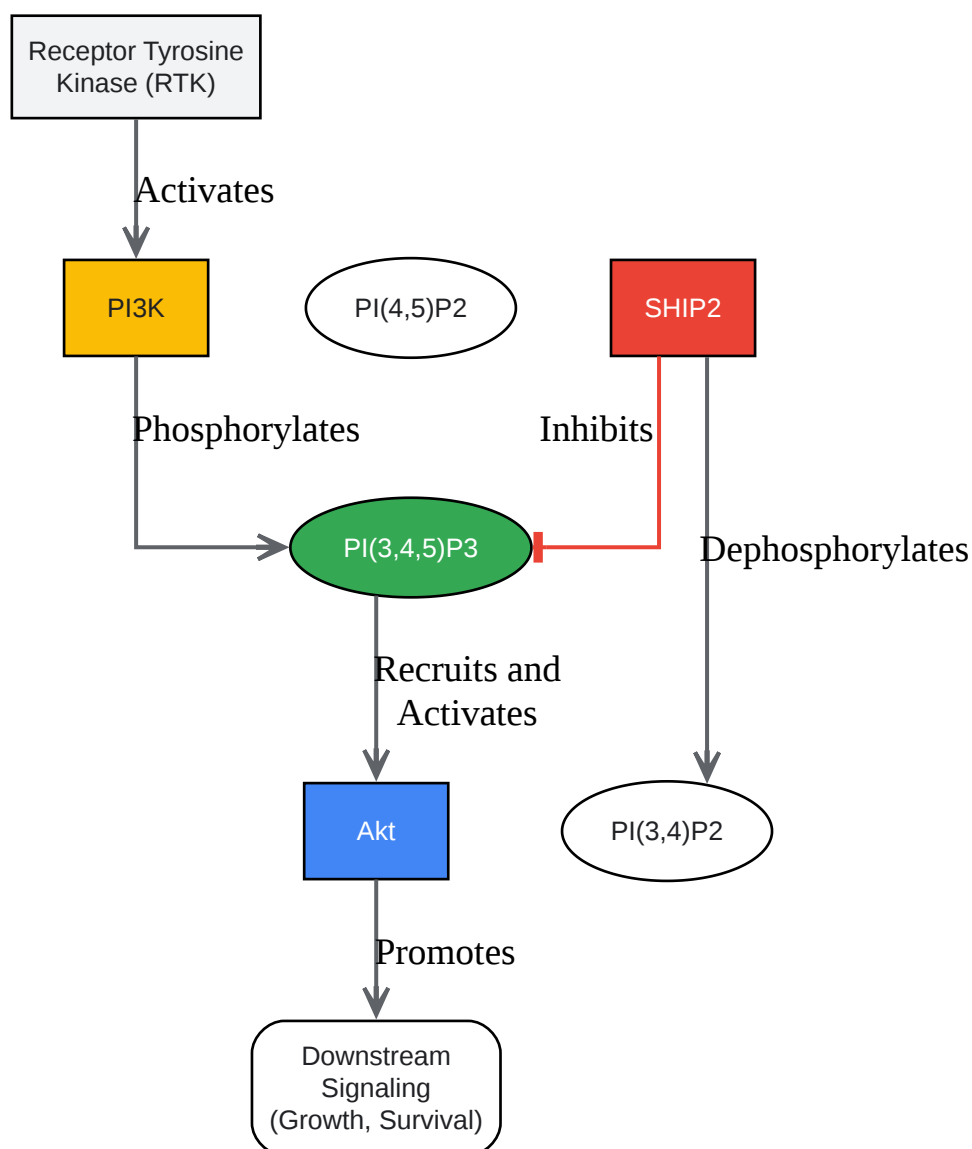 Receptor Tyrosine
Kinase (RTK)
Activates
PI3K
PI(4,5)P2
SHIP2
Phosphorylates
Inhibits
PI(3,4,5)P3
Dephosphorylates
Recruits and
Activates
Akt
PI(3,4)P2
Promotes
Downstream
Signaling
(Growth, Survival)